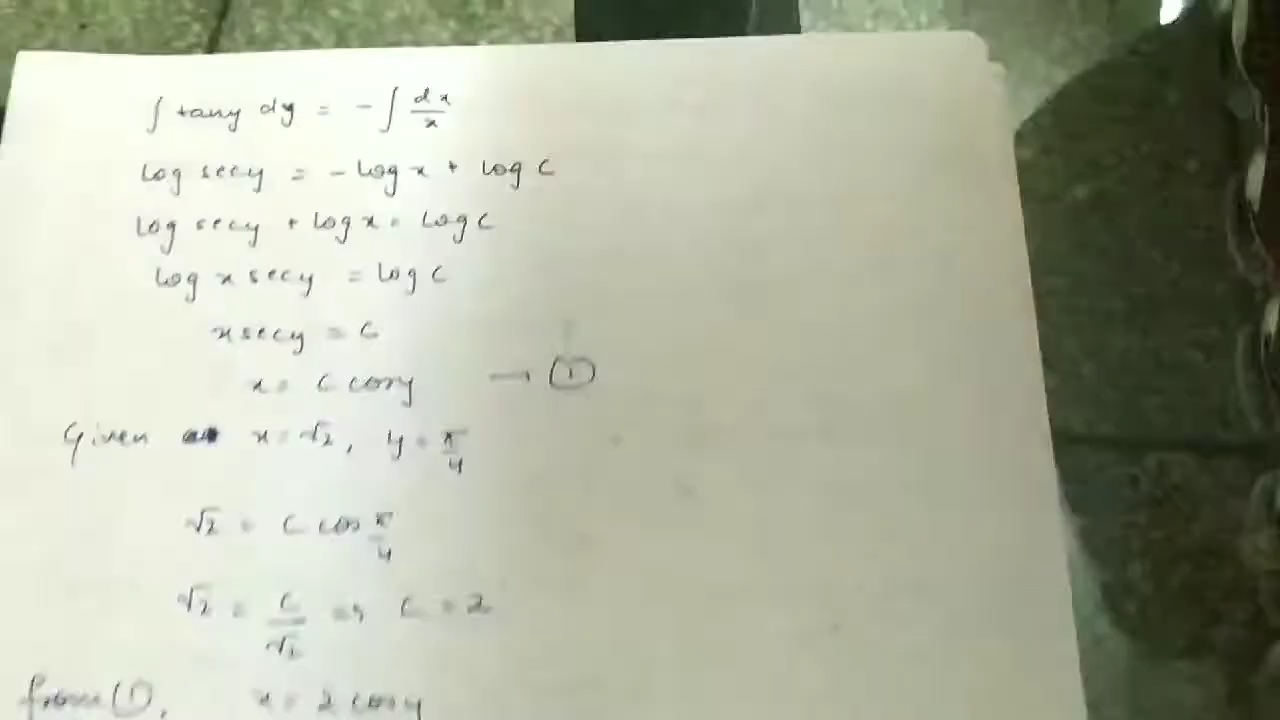 ∫ tany dy = - ∫ dx/x
log secy = - log x + log C
log secy + log x = log C
log x secy = log C
x secy = C
x = C cosy → ①
Given x = √2, y = π/4
√2 = C cos π/4
√2 = C/√2 ⇒ C = 2
from ①, x = 2 cosy